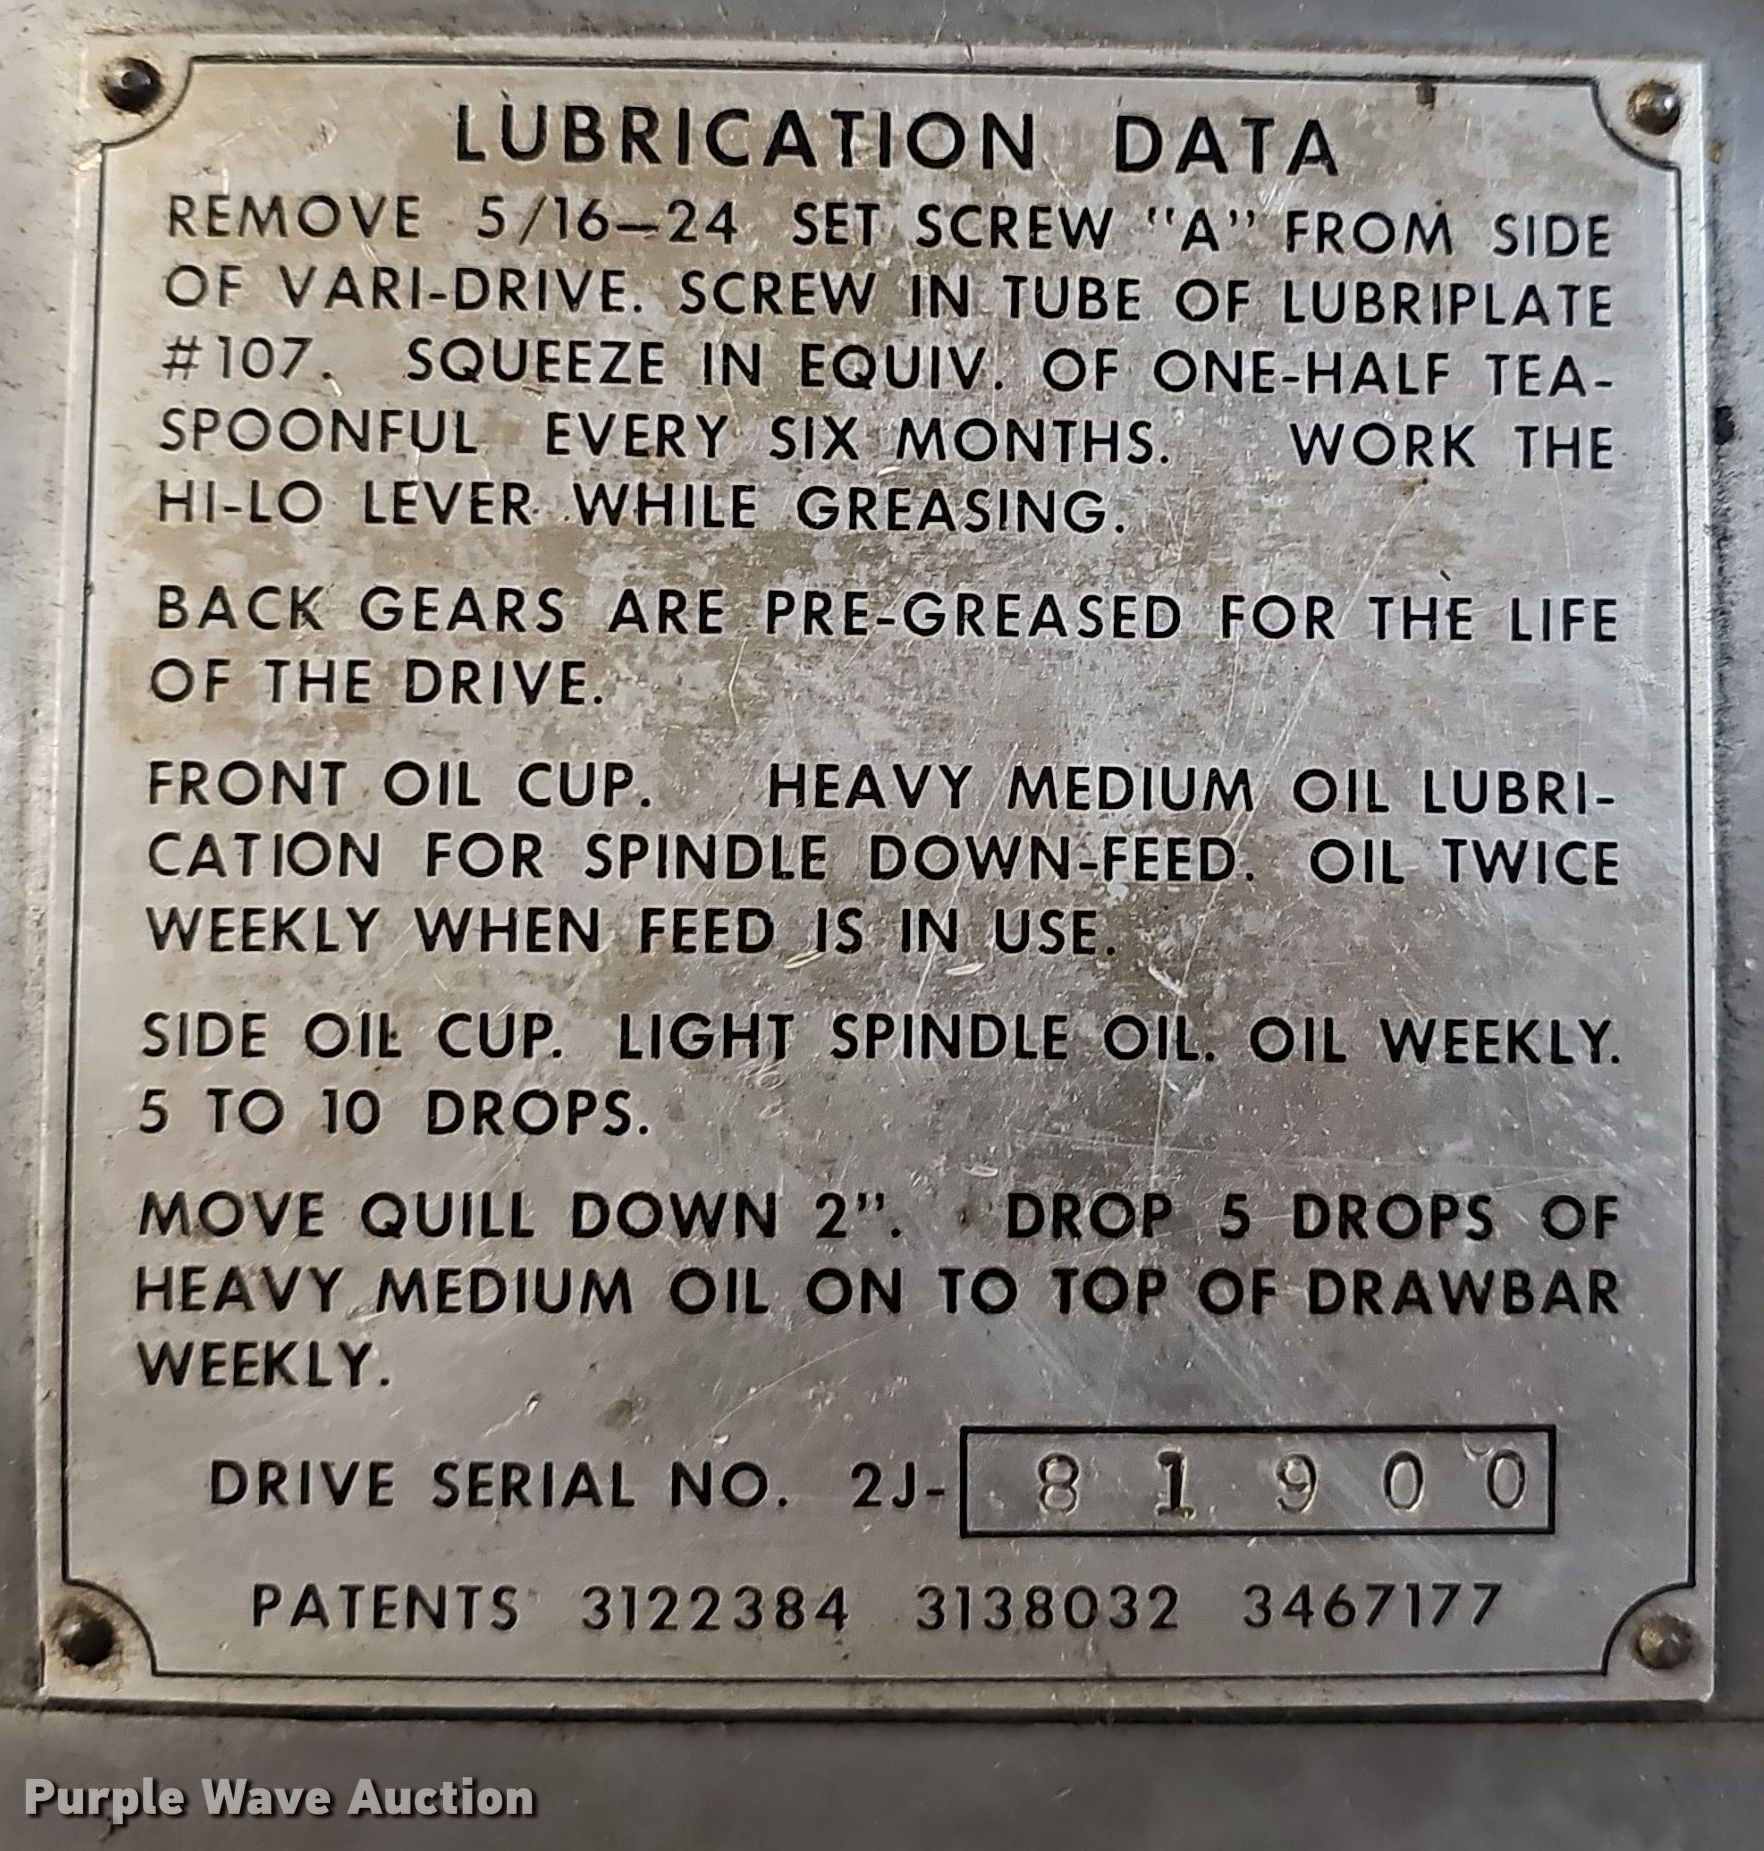 LUBRICATION DATA
REMOVE 5/16-24 SET SCREW "A" FROM SIDE
OF VARI-DRIVE. SCREW IN TUBE OF LUBRIPLATE
#107. SQUEEZE IN EQUIV. OF ONE-HALF TEA-
SPOONFUL EVERY SIX MONTHS. WORK THE
HI-LO LEVER WHILE GREASING.
BACK GEARS ARE PRE-GREASED FOR THE LIFE
OF THE DRIVE.
FRONT OIL CUP. HEAVY MEDIUM OIL LUBRI-
CATION FOR SPINDLE DOWN-FEED. OIL TWICE
WEEKLY WHEN FEED IS IN USE.
SIDE OIL CUP. LIGHT SPINDLE OIL. OIL WEEKLY.
5 TO 10 DROPS.
MOVE QUILL DOWN 2". DROP 5 DROPS OF
HEAVY MEDIUM OIL ON TO TOP OF DRAWBAR
WEEKLY.
DRIVE SERIAL NO. 2J- 81900
PATENTS 3122384 3138032 3467177
Purple Wave Auction